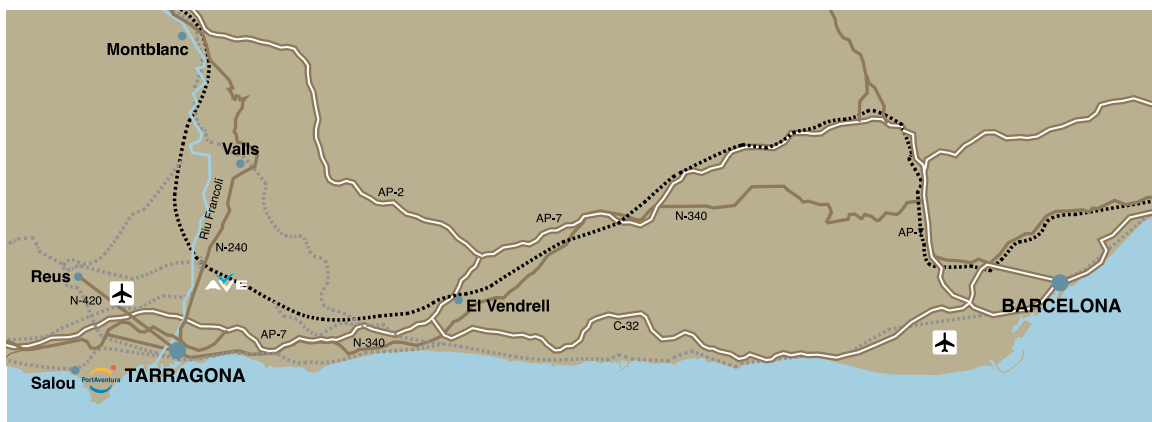 Montblanc
Valls
AP-2
Riu Francolí
AP-7
N-340
N-240
AP-
Reus
AVE
N-420
El Vendrell
BARCELONA
C-32
AP-7
N-340
TARRAGONA
Salou
PortAventura